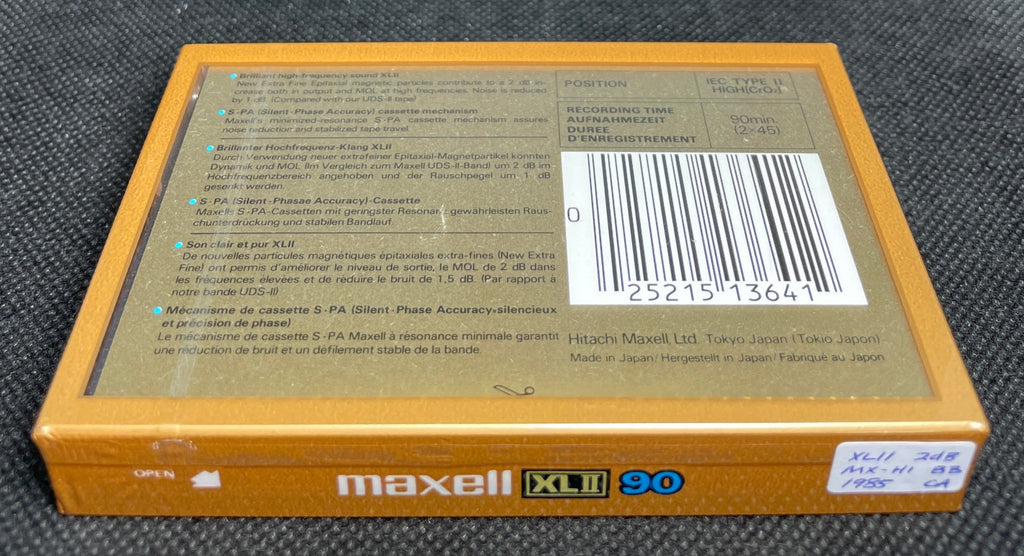 Brilliant high-frequency sound XLII
New Extra Fine Epitaxial magnetic particles contribute to a 2 dB in-
crease both in output and MOL at high frequencies. Noise is reduced
by 1 dB. (Compared with our UDS-II tape)
S·PA (Silent·Phase Accuracy) cassette mechanism
Maxell's minimized-resonance S·PA cassette mechanism assures
noise reduction and stabilized tape travel.
Brillanter Hochfrequenz-Klang XLII
Durch Verwendung neuer extrafeiner Epitaxial-Magnetpartikel konnten
Dynamik und MOL (Im Vergleich zum Maxell UDS-II-Band) um 2 dB im
Hochfrequenzbereich angehoben und der Rauschpegel um 1 dB
gesenkt werden.
S·PA (Silent·Phasae Accuracy)-Cassette
Maxells S·PA-Cassetten mit geringster Resonanz gewährleisten Raus-
chunterdrückung und stabilen Bandlauf.
Son clair et pur XLII
De nouvelles particules magnétiques épitaxiales extra-fines (New Extra
Fine) ont permis d'améliorer le niveau de sortie, le MOL de 2 dB dans
les fréquences élevées et de réduire le bruit de 1,5 dB. (Par rapport à
notre bande UDS-II)
Mécanisme de cassette S·PA (Silent·Phase Accuracy=silencieux
et précision de phase)
Le mécanisme de cassette S·PA Maxell à résonance minimale garantit
une réduction de bruit et un défilement stable de la bande.
POSITION
IEC TYPE II
HIGH(CrO₂)
RECORDING TIME
AUFNAHMEZEIT
DUREE
D'ENREGISTREMENT
90min.
(2×45)
0
25215 13641
Hitachi Maxell, Ltd. Tokyo Japan (Tokio Japon)
Made in Japan/Hergestellt in Japan/Fabriqué au Japon
OPEN
maxell XLII 90
XLII 2dB
MX-HI BB
1985 CA